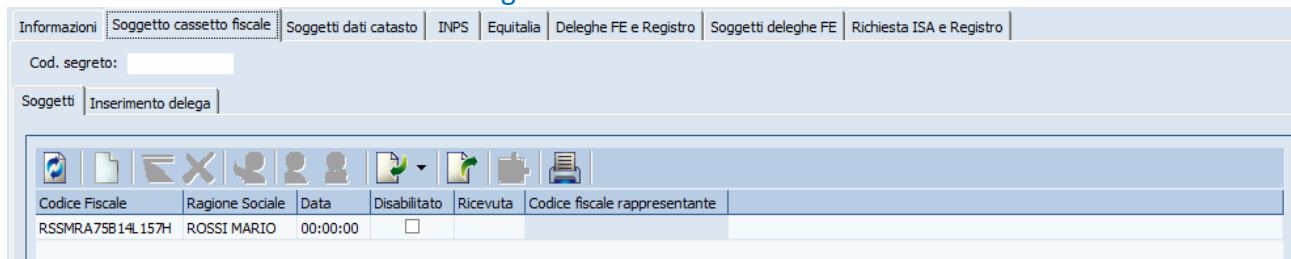 Informazioni Soggetto cassetto fiscale Soggetti dati catasto INPS Equitalia Deleghe FE e Registro Soggetti deleghe FE Richiesta ISA e Registro
Cod. segreto:
Soggetti Inserimento delega
Codice Fiscale Ragione Sociale Data Disabilitato Ricevuta Codice fiscale rappresentante
RSSMRA75B14L157H ROSSI MARIO 00:00:00